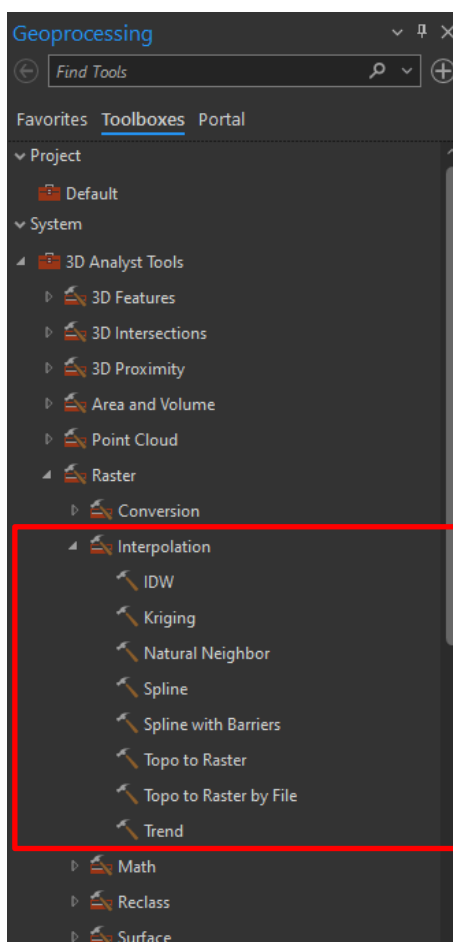 Geoprocessing
Find Tools
Favorites Toolboxes Portal
Project
Default
System
3D Analyst Tools
3D Features
3D Intersections
3D Proximity
Area and Volume
Point Cloud
Raster
Conversion
Interpolation
IDW
Kriging
Natural Neighbor
Spline
Spline with Barriers
Topo to Raster
Topo to Raster by File
Trend
Math
Reclass
Surface